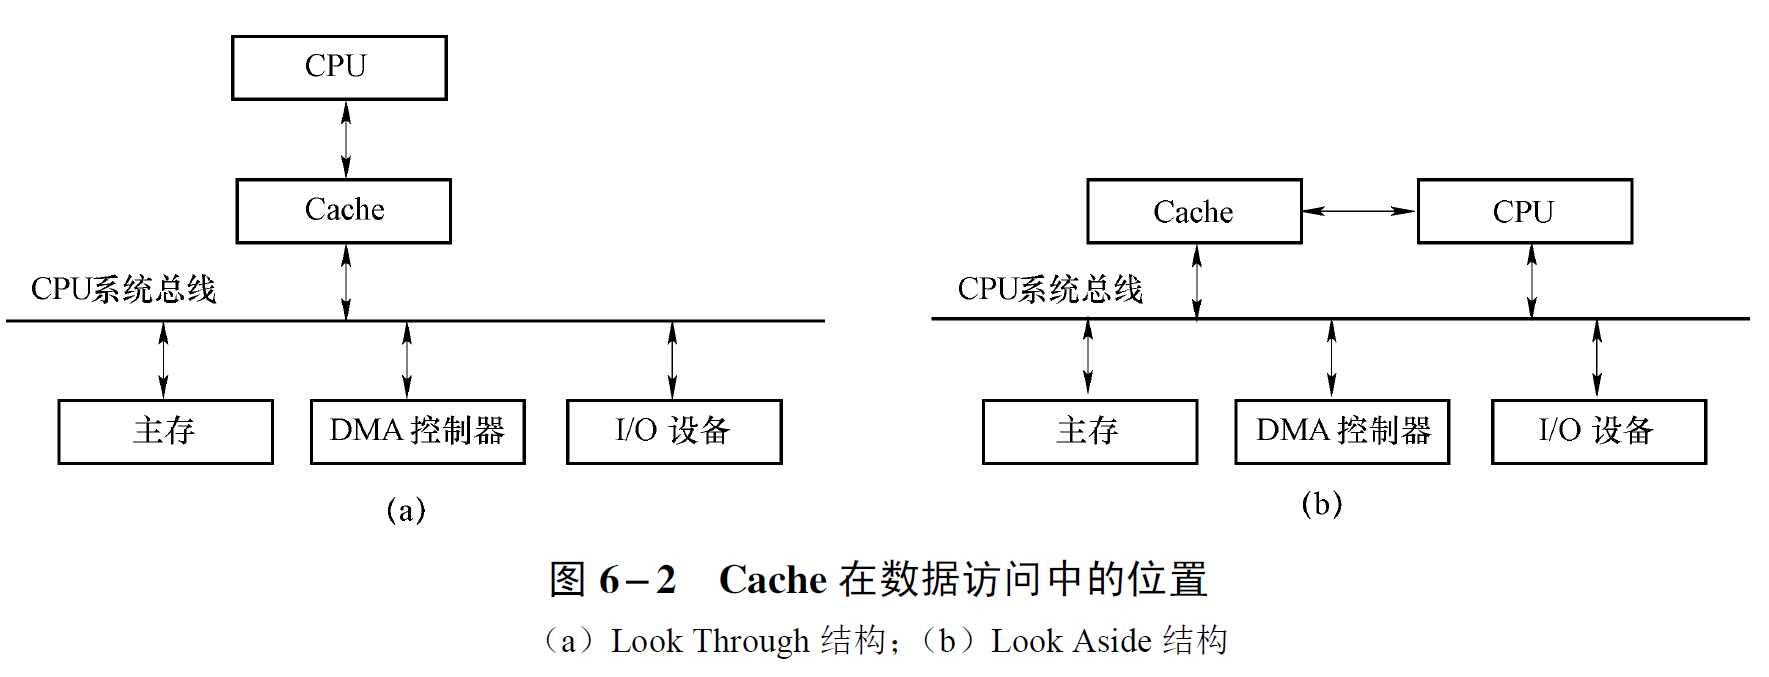 CPU
Cache
CPU系统总线
主存
DMA 控制器
I/O 设备
(a)
Cache
CPU
CPU系统总线
主存
DMA 控制器
I/O 设备
(b)
图 6-2 Cache 在数据访问中的位置
（a）Look Through 结构；（b）Look Aside 结构